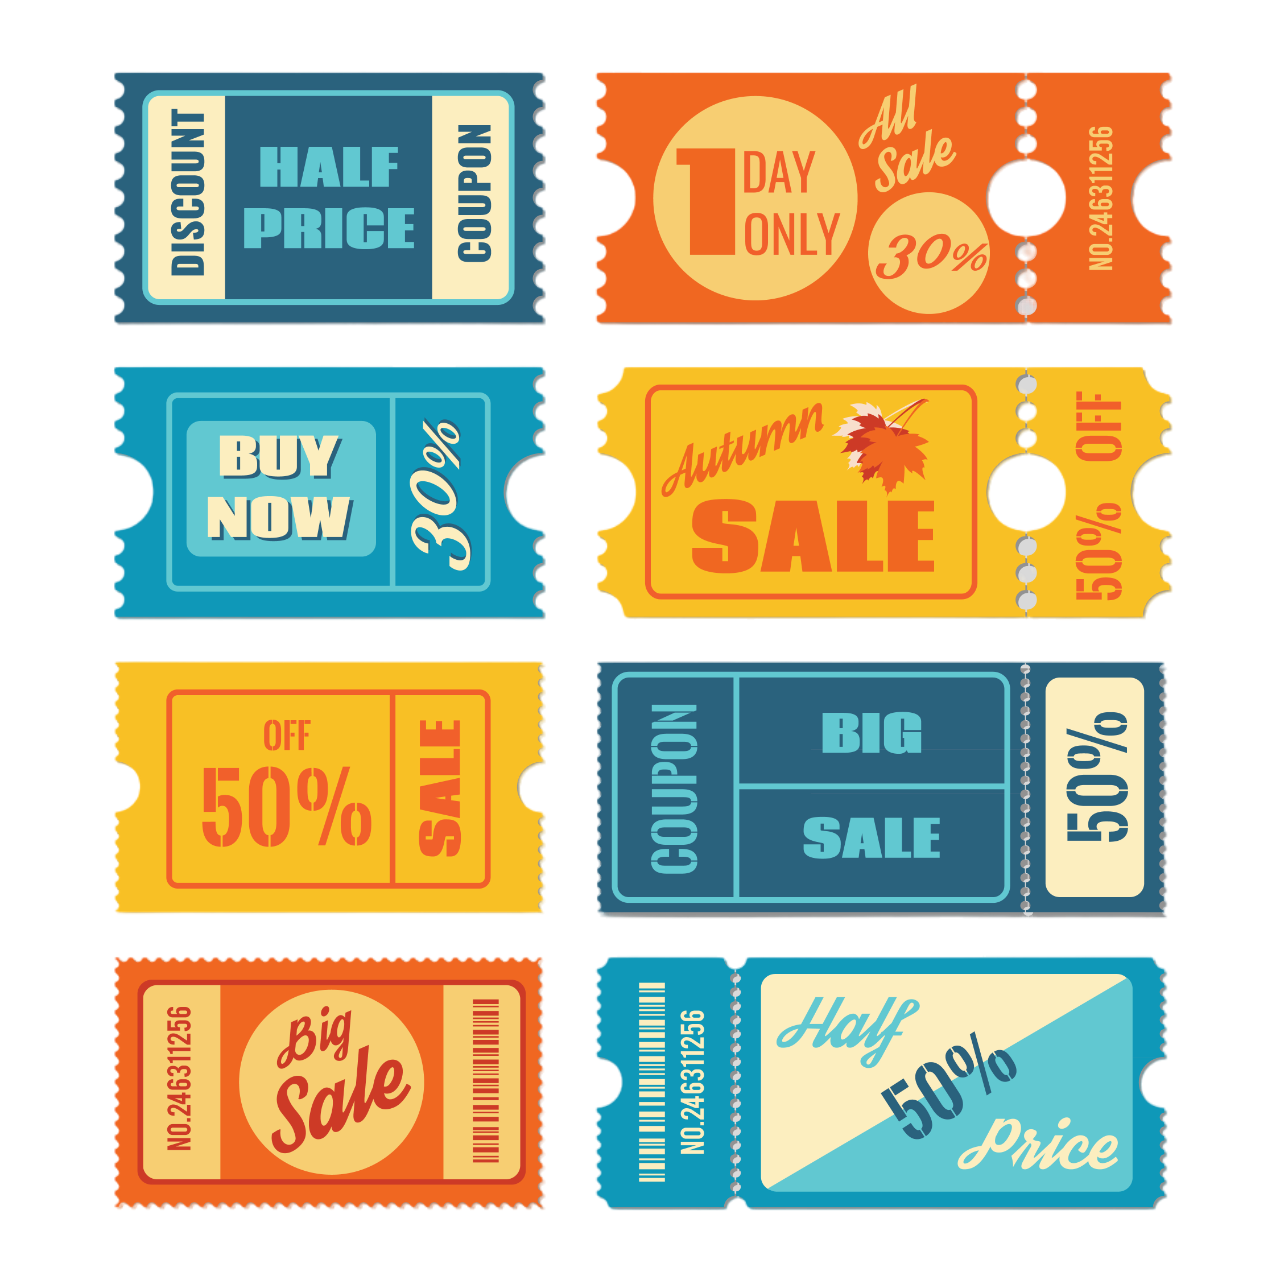 DISCOUNT
HALF
PRICE
COUPON
1 DAY
ONLY
All
Sale
30%
NO.246311256
BUY
NOW
30%
Autumn
SALE
50% OFF
OFF
50%
SALE
COUPON
BIG
SALE
50%
NO.246311256
Big
Sale
NO.246311256
Half
50%
Price